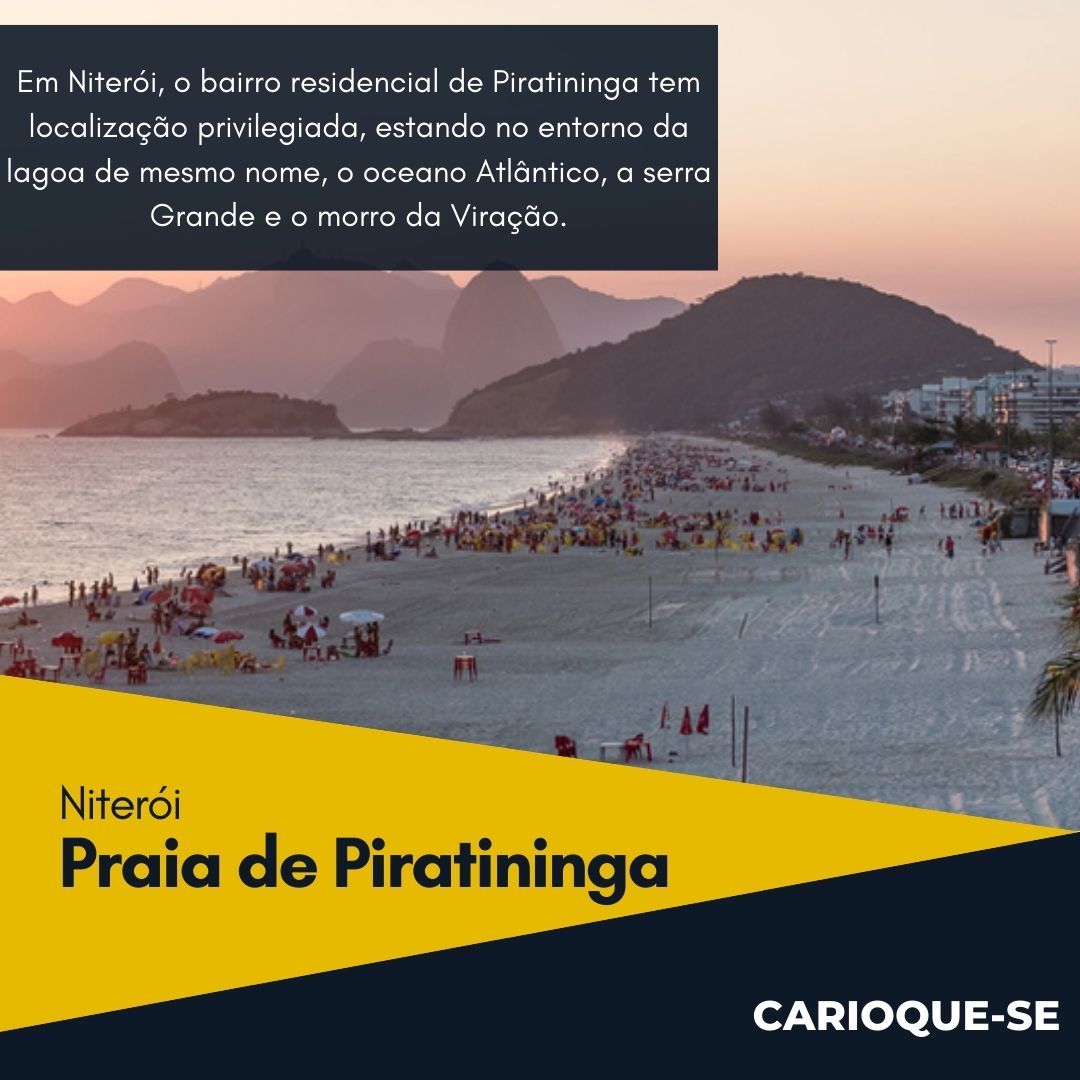 Em Niterói, o bairro residencial de Piratininga tem
localização privilegiada, estando no entorno da
lagoa de mesmo nome, o oceano Atlântico, a serra
Grande e o morro da Viração.
Niterói
Praia de Piratininga
CARIOQUE-SE